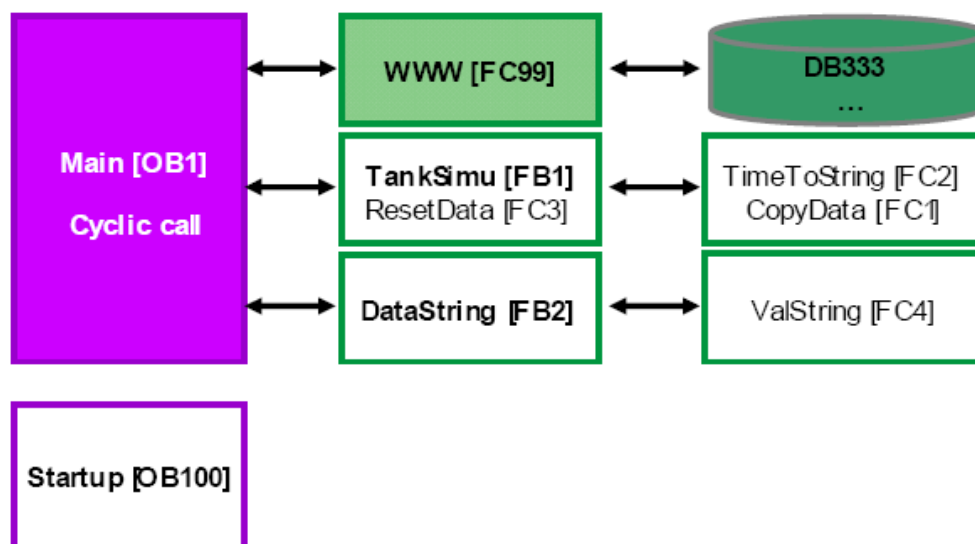 WWW [FC99]
DB333
...
Main [OB1]
Cyclic call
TankSimu [FB1]
ResetData [FC3]
TimeToString [FC2]
CopyData [FC1]
DataString [FB2]
ValString [FC4]
Startup [OB100]